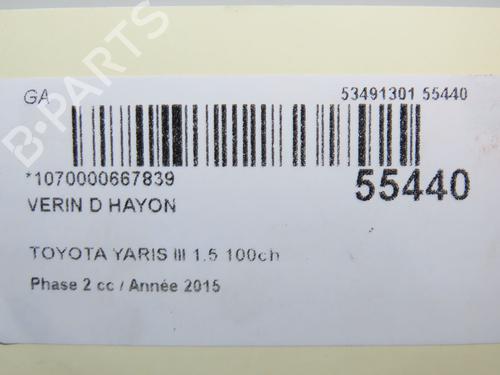 GA 53491301 55440
*1070000667839
55440
VERIN D HAYON
TOYOTA YARIS III 1.5 100ch
Phase 2 cc / Année 2015
B-PARTS